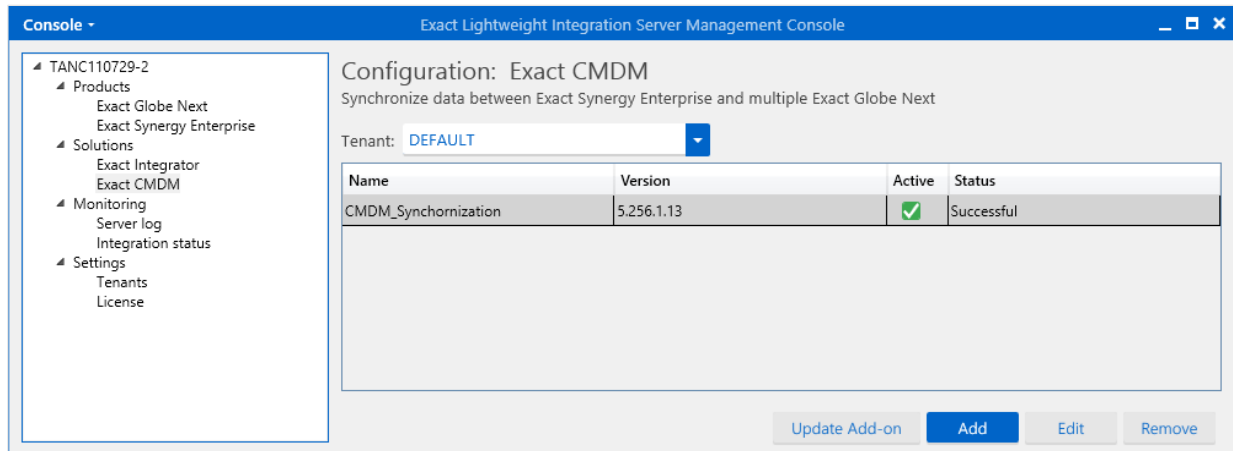 Console
Exact Lightweight Integration Server Management Console
TANC110729-2
Products
Exact Globe Next
Exact Synergy Enterprise
Solutions
Exact Integrator
Exact CMDM
Monitoring
Server log
Integration status
Settings
Tenants
License
Configuration: Exact CMDM
Synchronize data between Exact Synergy Enterprise and multiple Exact Globe Next
Tenant: DEFAULT
Name Version Active Status
CMDM_Synchornization 5.256.1.13 Successful
Update Add-on Add Edit Remove